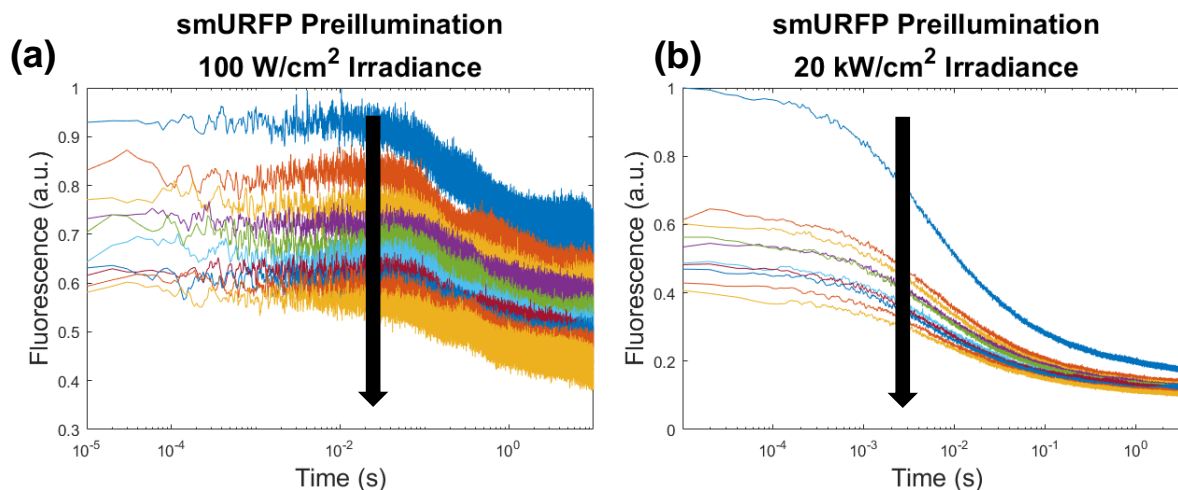 smURFP Preillumination
(a)
100 W/cm² Irradiance
1
0.9
0.8
0.7
0.6
0.5
0.4
0.3
Fluorescence (a.u.)
10⁻⁵
10⁻⁴
10⁻²
10⁰
Time (s)
smURFP Preillumination
(b)
20 kW/cm² Irradiance
1
0.8
0.6
0.4
0.2
0
Fluorescence (a.u.)
10⁻⁴
10⁻³
10⁻²
10⁻¹
10⁰
Time (s)